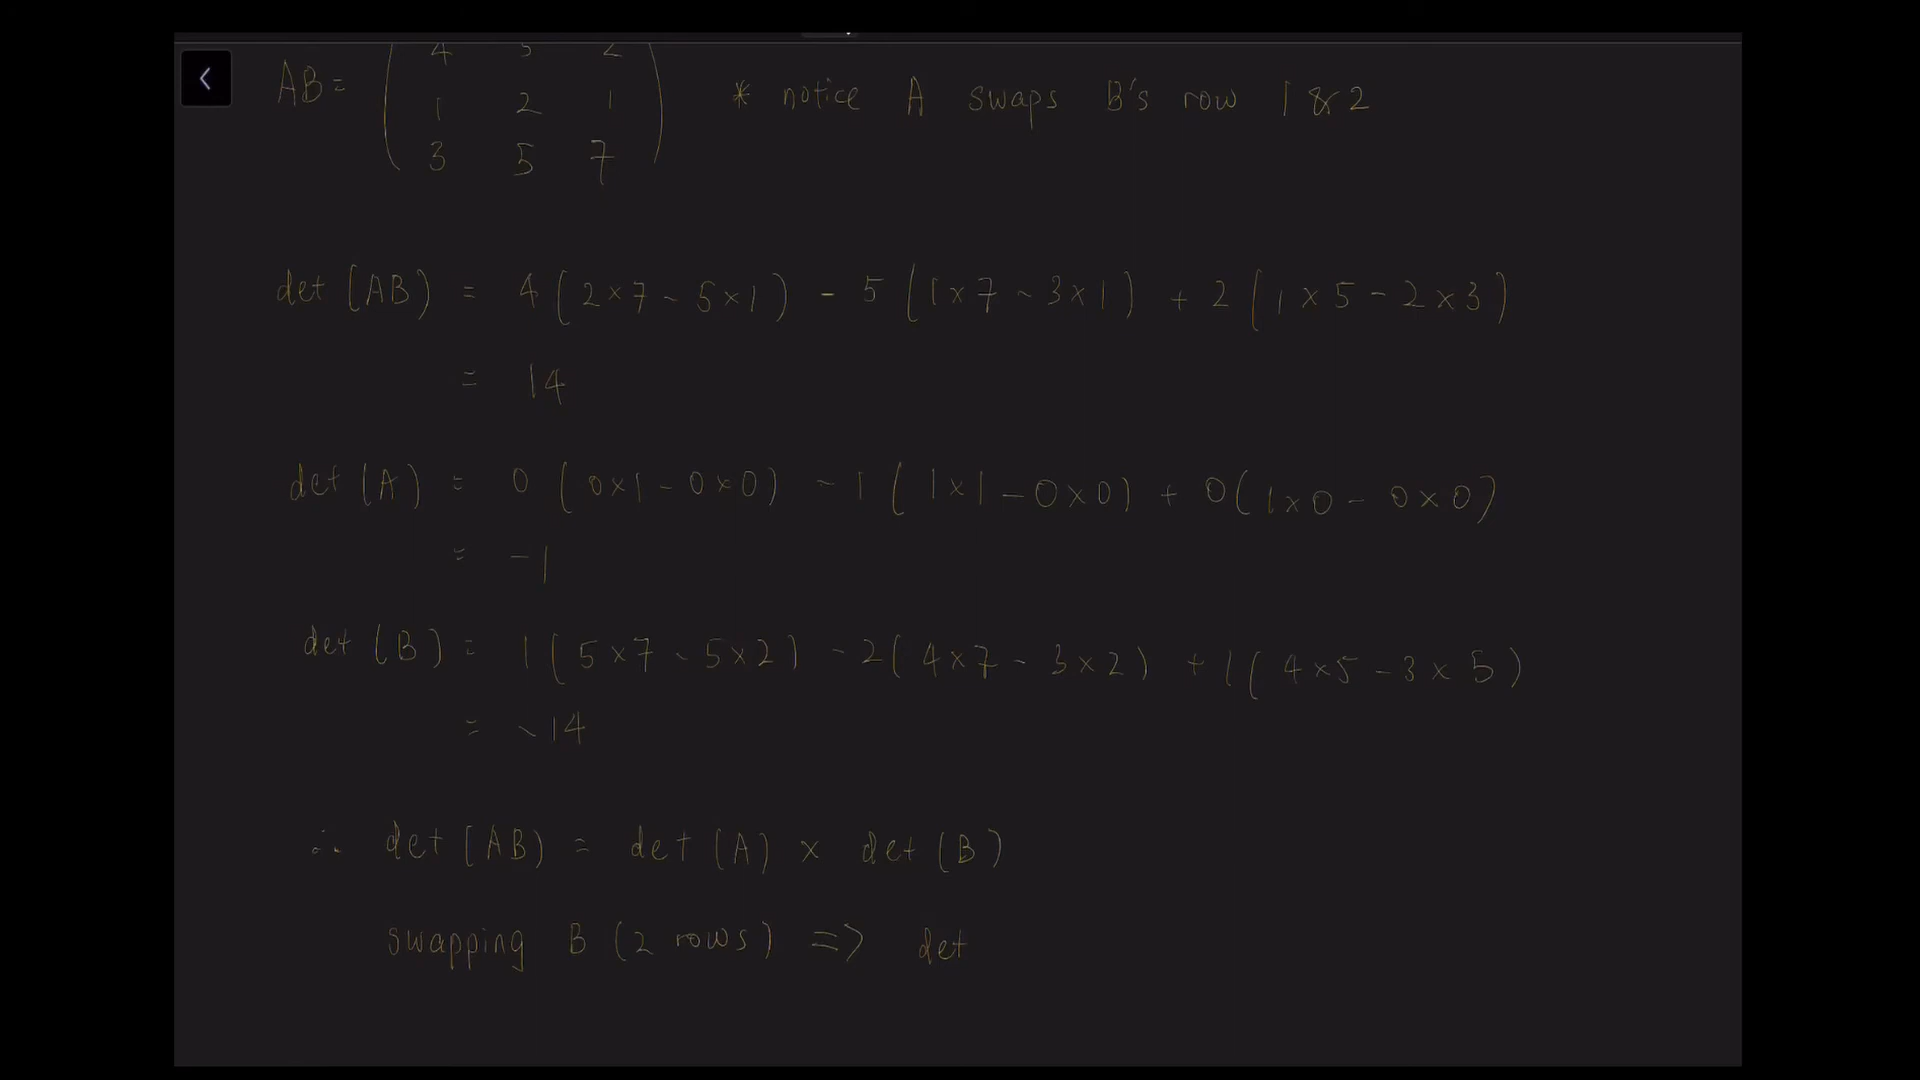 4 5 2
AB= 1 2 1 * notice A swaps B's row 1 & 2
3 5 7
det (AB) = 4 (2×7 - 5×1) - 5 (1×7 - 3×1) + 2 (1×5 - 2×3)
= 14
det (A) = 0 (0×1 - 0×0) - 1 (1×1 - 0×0) + 0(1×0 - 0×0)
= -1
det (B) = 1 (5×7 - 5×2) - 2 (4×7 - 3×2) + 1( 4×5 - 3×5)
= -14
∴ det (AB) = det (A) × det (B)
swapping B (2 rows) => det